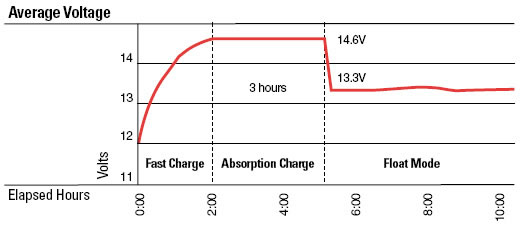 Average Voltage
14.6V
14
13.3V
3 hours
13
12
Fast Charge Absorption Charge Float Mode
Volts
11
Elapsed Hours
0:00 2:00 4:00 6:00 8:00 10:00